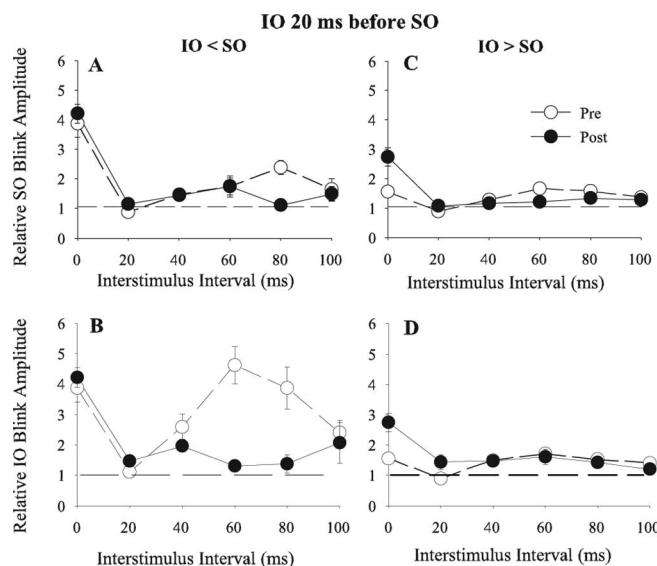 IO 20 ms before SO
IO < SO
IO > SO
A
Relative SO Blink Amplitude
6
5
4
3
2
1
0
0 20 40 60 80 100
Interstimulus Interval (ms)
C
Pre
Post
6
5
4
3
2
1
0
0 20 40 60 80 100
Interstimulus Interval (ms)
B
Relative IO Blink Amplitude
6
5
4
3
2
1
0
0 20 40 60 80 100
Interstimulus Interval (ms)
D
6
5
4
3
2
1
0
0 20 40 60 80 100
Interstimulus Interval (ms)